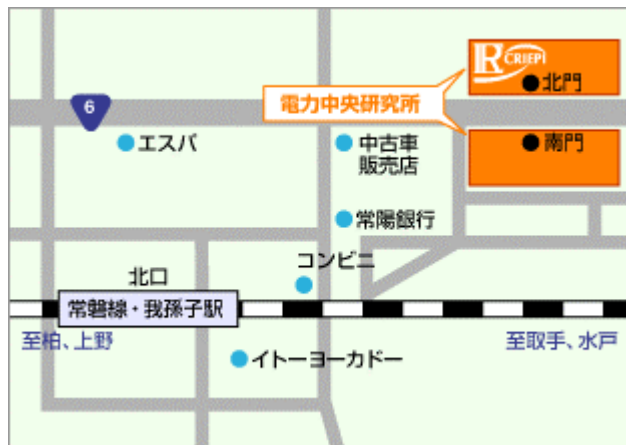 R CRIEPI
北門
6
電力中央研究所
エスパ
中古車
販売店
南門
常陽銀行
コンビニ
北口
常磐線・我孫子駅
至柏、上野
至取手、水戸
イトーヨーカドー